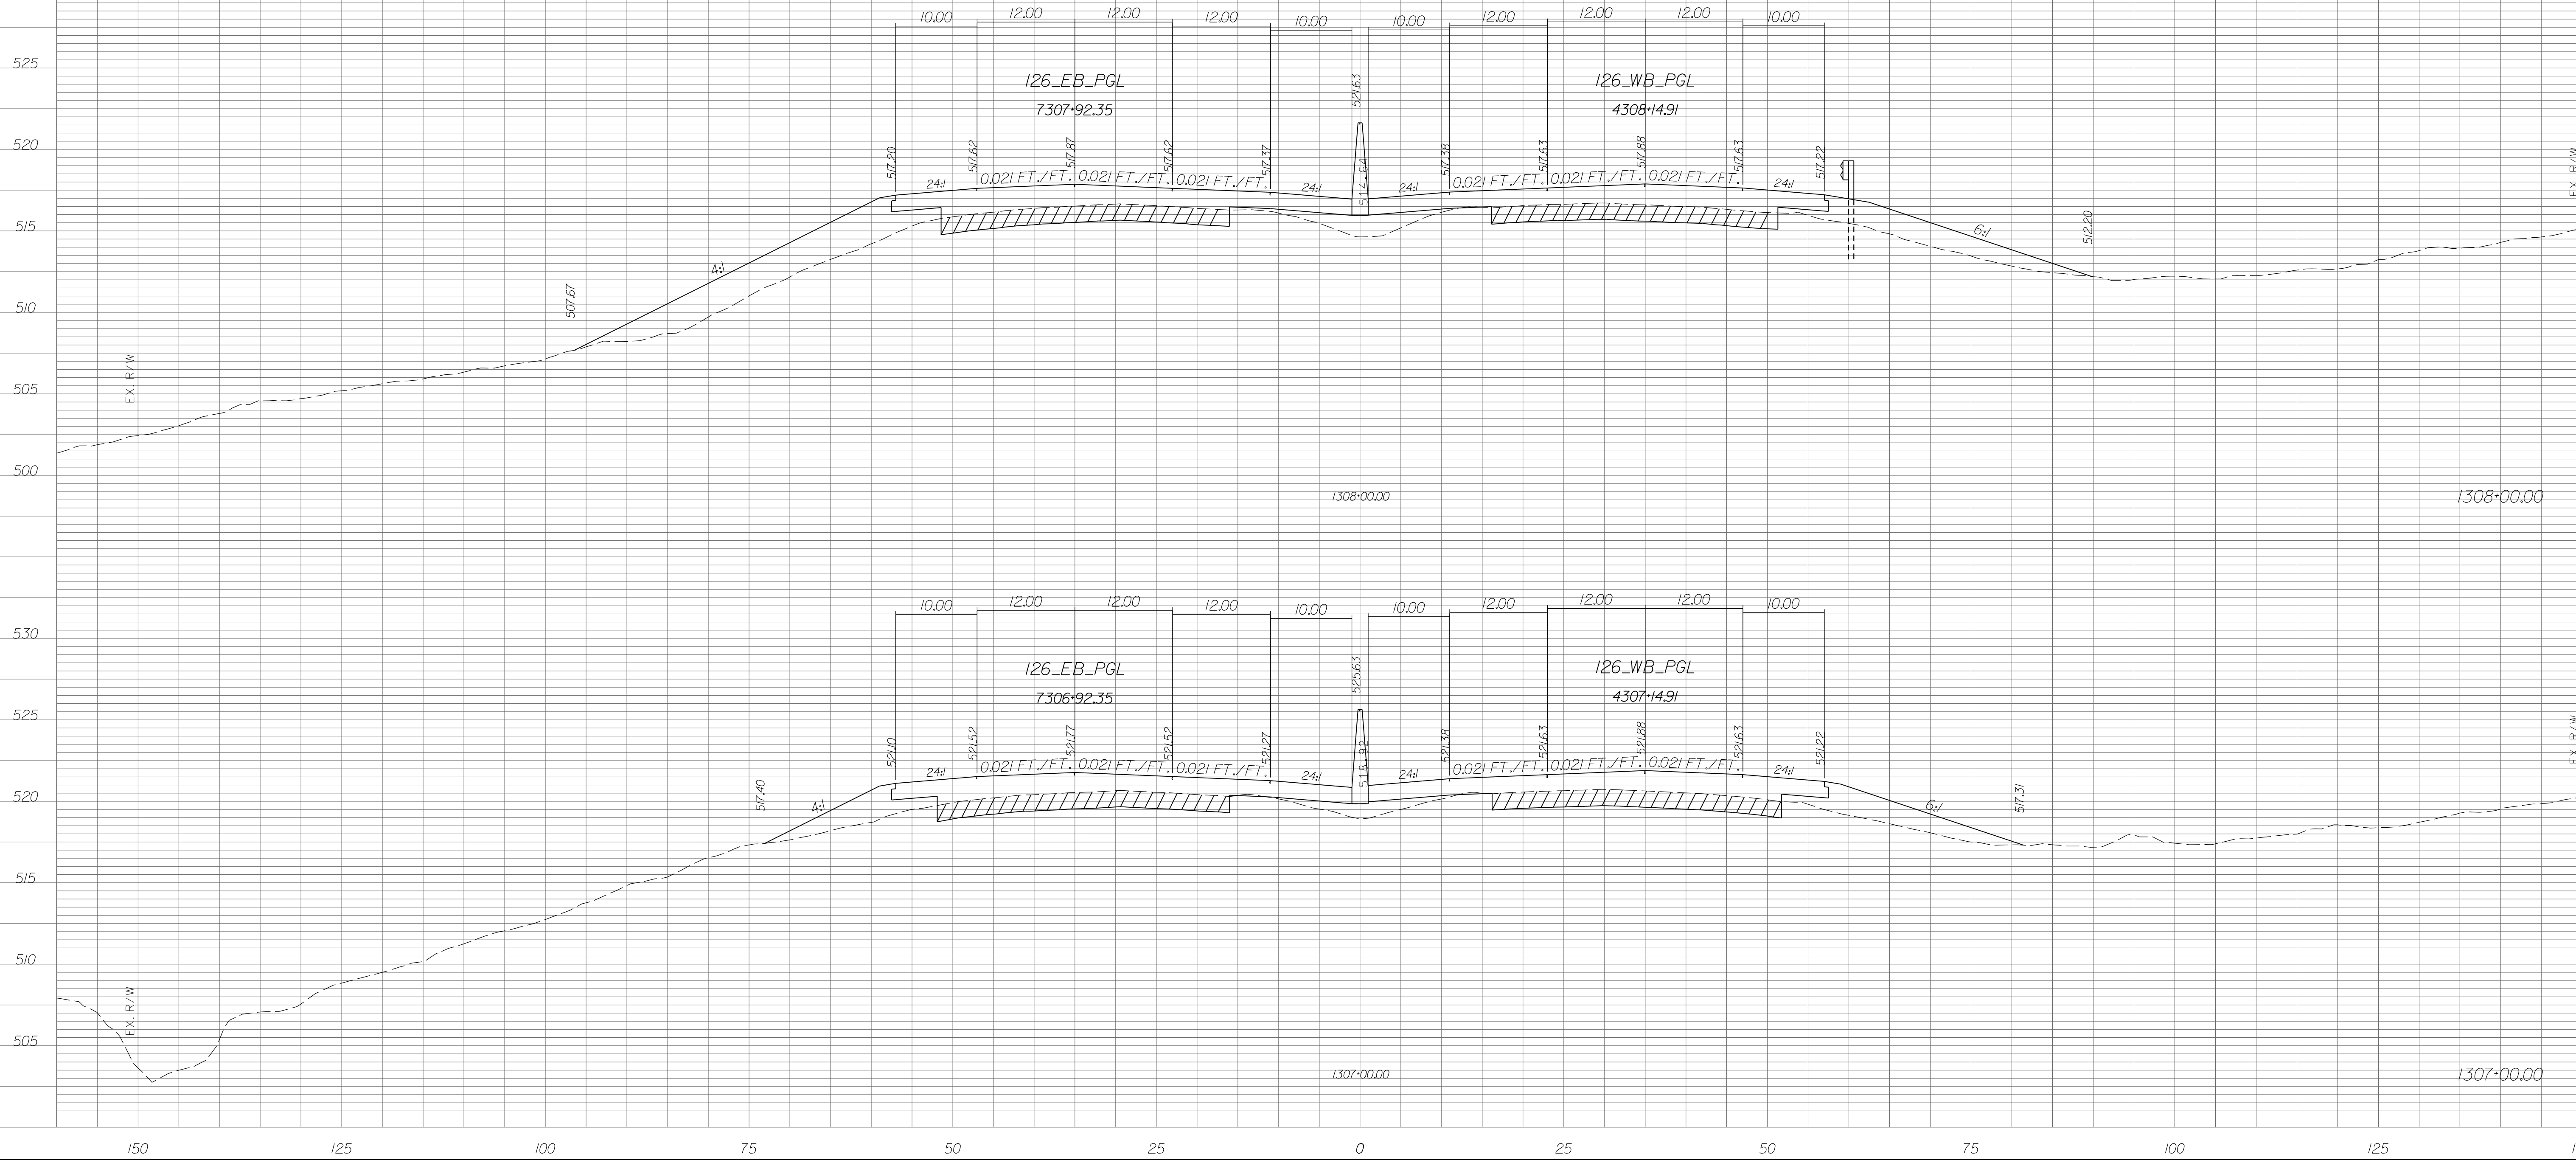 10.00 12.00 12.00 12.00 10.00 10.00 12.00 12.00 12.00 10.00
525
126_EB_PGL 521.63 126_WB_PGL
7307+92.35 4308+14.91
520
517.20 517.62 517.87 517.62 517.37 514.64 517.38 517.63 517.88 517.63 517.22 EX. R/W
24:1 0.021 FT./FT. 0.021 FT./FT. 0.021 FT./FT. 24:1 24:1 0.021 FT./FT. 0.021 FT./FT. 0.021 FT./FT. 24:1
515 6:1 512.20
4:1
510 507.67
505 EX. R/W
500
1308+00.00 1308+00.00
10.00 12.00 12.00 12.00 10.00 10.00 12.00 12.00 12.00 10.00
530
126_EB_PGL 525.63 126_WB_PGL
7306+92.35 4307+14.91
525
521.10 521.52 521.77 521.52 521.27 518.92 521.38 521.63 521.88 521.63 521.22 EX. R/W
24:1 0.021 FT./FT. 0.021 FT./FT. 0.021 FT./FT. 24:1 24:1 0.021 FT./FT. 0.021 FT./FT. 0.021 FT./FT. 24:1
520 517.40 4:1 6:1 517.31
515
510
EX. R/W
505
1307+00.00 1307+00.00
150 125 100 75 50 25 0 25 50 75 100 125